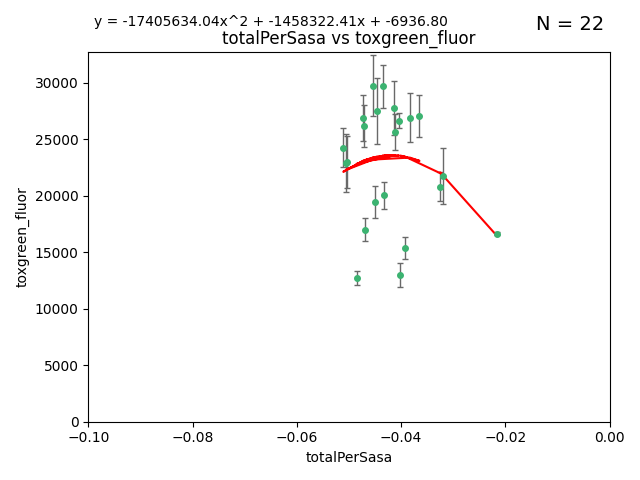 y = -17405634.04x^2 + -1458322.41x + -6936.80
N = 22
totalPerSasa vs toxgreen_fluor
toxgreen_fluor
30000
25000
20000
15000
10000
5000
0
−0.10
−0.08
−0.06
−0.04
−0.02
0.00
totalPerSasa